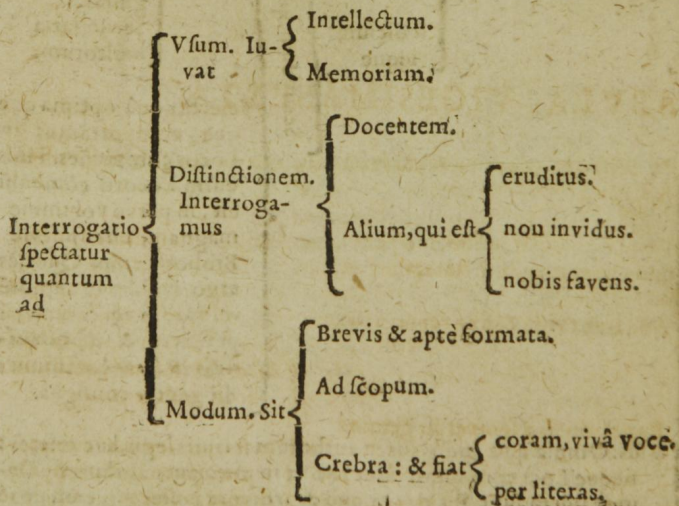 Interrogatio
spectatur
quantum
ad
Vsum. Iu-
vat
Intellectum.
Memoriam.
Distinctionem.
Interroga-
mus
Docentem.
Alium, qui est
eruditus.
non invidus.
nobis favens.
Modum. Sit
Brevis & aptè formata.
Ad scopum.
Crebra : & fiat
coram, vivâ voce.
per literas.